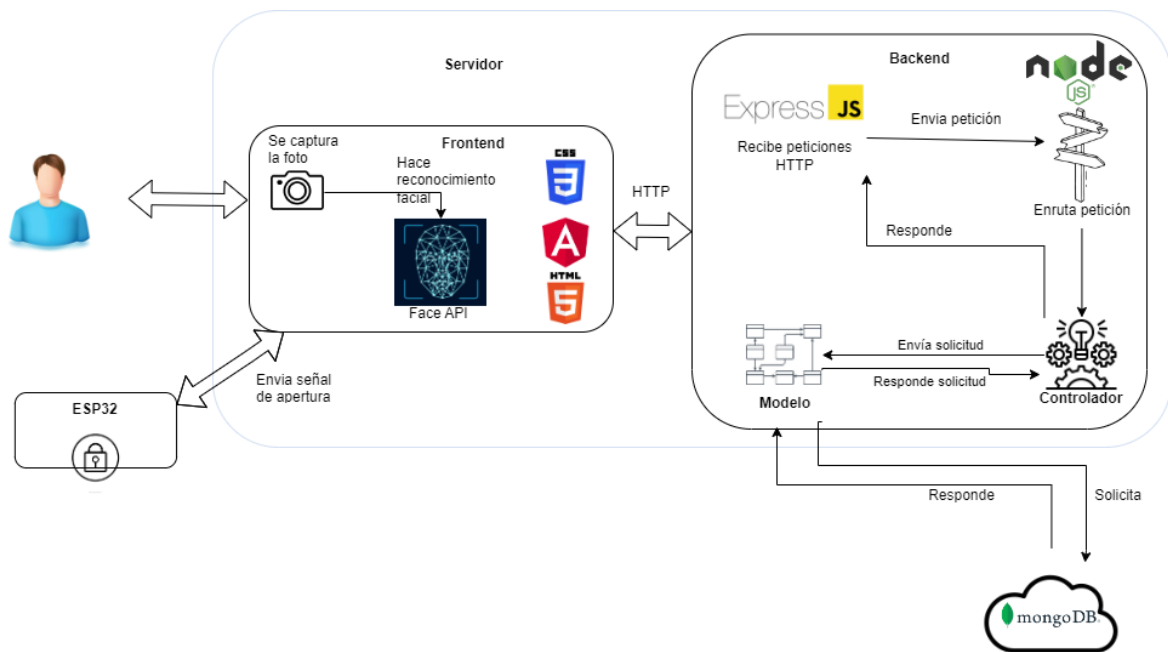 Servidor
Backend
node
JS
Express
JS
Envia petición
Recibe peticiones
HTTP
Enruta petición
Se captura
la foto
Frontend
Hace
reconocimiento
facial
CSS
3
A
HTML
5
Face API
HTTP
Responde
Envía solicitud
Responde solicitud
Modelo
Controlador
Envia señal
de apertura
ESP32
Responde
Solicita
mongoDB.